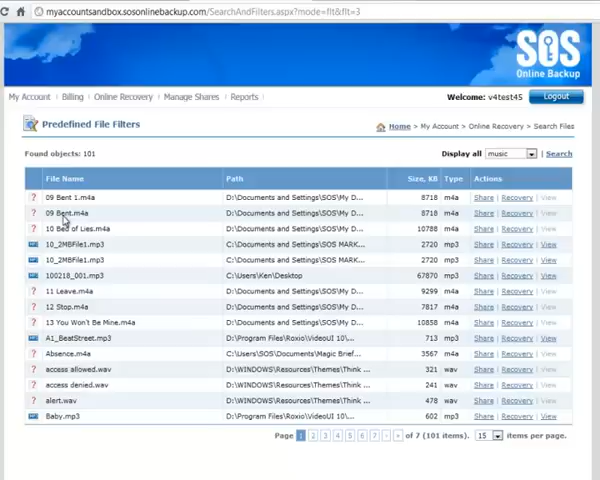 myaccountsandbox.sosonlinebackup.com/SearchAndFilters.aspx?mode=flt&flt=3
SOS
Online Backup
My Account | Billing | Online Recovery | Manage Shares | Reports
Welcome: v4test45 Logout
Predefined File Filters
Home > My Account > Online Recovery > Search Files
Found objects: 101
Display all music | Search
File Name Path Size, KB Type Actions
? 09 Bent 1.m4a D:\Documents and Settings\SOS\My D... 8718 m4a Share | Recovery | View
? 09 Bent.m4a D:\Documents and Settings\SOS\My D... 8718 m4a Share | Recovery | View
? 10 Bed of Lies.m4a D:\Documents and Settings\SOS\My D... 10788 m4a Share | Recovery | View
10_2MBFile1.mp3 D:\Documents and Settings\SOS MARK... 2720 mp3 Share | Recovery | View
10_2MBFile1.mp3 D:\Documents and Settings\SOS MARK... 2720 mp3 Share | Recovery | View
100218_001.mp3 C:\Users\Ken\Desktop 67870 mp3 Share | Recovery | View
? 11 Leave.m4a D:\Documents and Settings\SOS\My D... 9299 m4a Share | Recovery | View
? 12 Stop.m4a D:\Documents and Settings\SOS\My D... 7817 m4a Share | Recovery | View
? 13 You Won't Be Mine.m4a D:\Documents and Settings\SOS\My D... 10858 m4a Share | Recovery | View
A1_BeatStreet.mp3 D:\Program Files\Roxio\VideoUI 10\... 713 mp3 Share | Recovery | View
? Absence.m4a C:\Users\SOS\Documents\Magic Brief... 3567 m4a Share | Recovery | View
? access allowed.wav D:\WINDOWS\Resources\Themes\Think ... 321 wav Share | Recovery | View
? access denied.wav D:\WINDOWS\Resources\Themes\Think ... 241 wav Share | Recovery | View
? alert.wav D:\WINDOWS\Resources\Themes\Think ... 478 wav Share | Recovery | View
Baby.mp3 D:\Program Files\Roxio\VideoUI 10\... 602 mp3 Share | Recovery | View
Page 1 2 3 4 5 6 7 > » of 7 (101 items). 15 items per page.